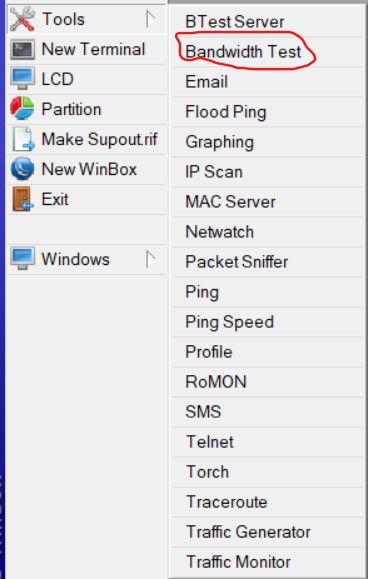 Tools
New Terminal
LCD
Partition
Make Supout.rif
New WinBox
Exit
Windows
BTest Server
Bandwidth Test
Email
Flood Ping
Graphing
IP Scan
MAC Server
Netwatch
Packet Sniffer
Ping
Ping Speed
Profile
RoMON
SMS
Telnet
Torch
Traceroute
Traffic Generator
Traffic Monitor